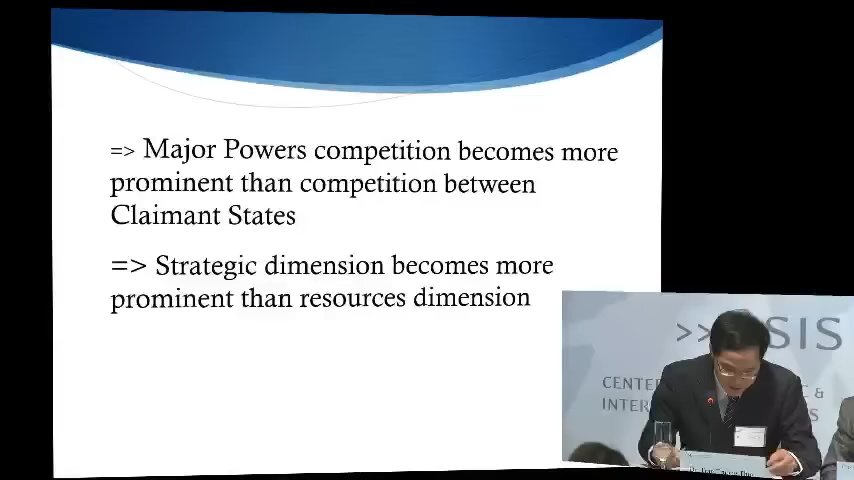 => Major Powers competition becomes more
prominent than competition between
Claimant States
=> Strategic dimension becomes more
prominent than resources dimension
>> SIS
&
INTER